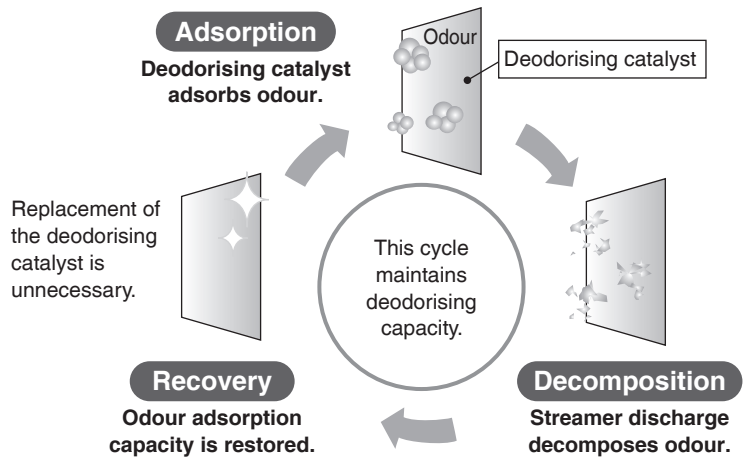 Adsorption
Deodorising catalyst
adsorbs odour.
Odour
Deodorising catalyst
Replacement of
the deodorising
catalyst is
unnecessary.
This cycle
maintains
deodorising
capacity.
Recovery
Odour adsorption
capacity is restored.
Decomposition
Streamer discharge
decomposes odour.